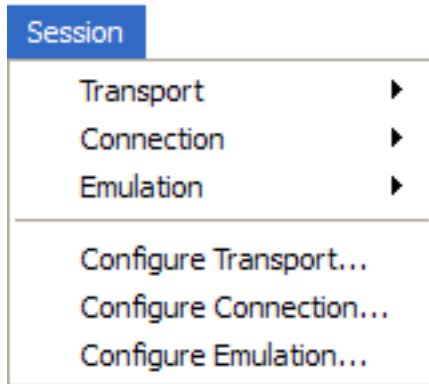 Session
Transport
Connection
Emulation
Configure Transport...
Configure Connection...
Configure Emulation...